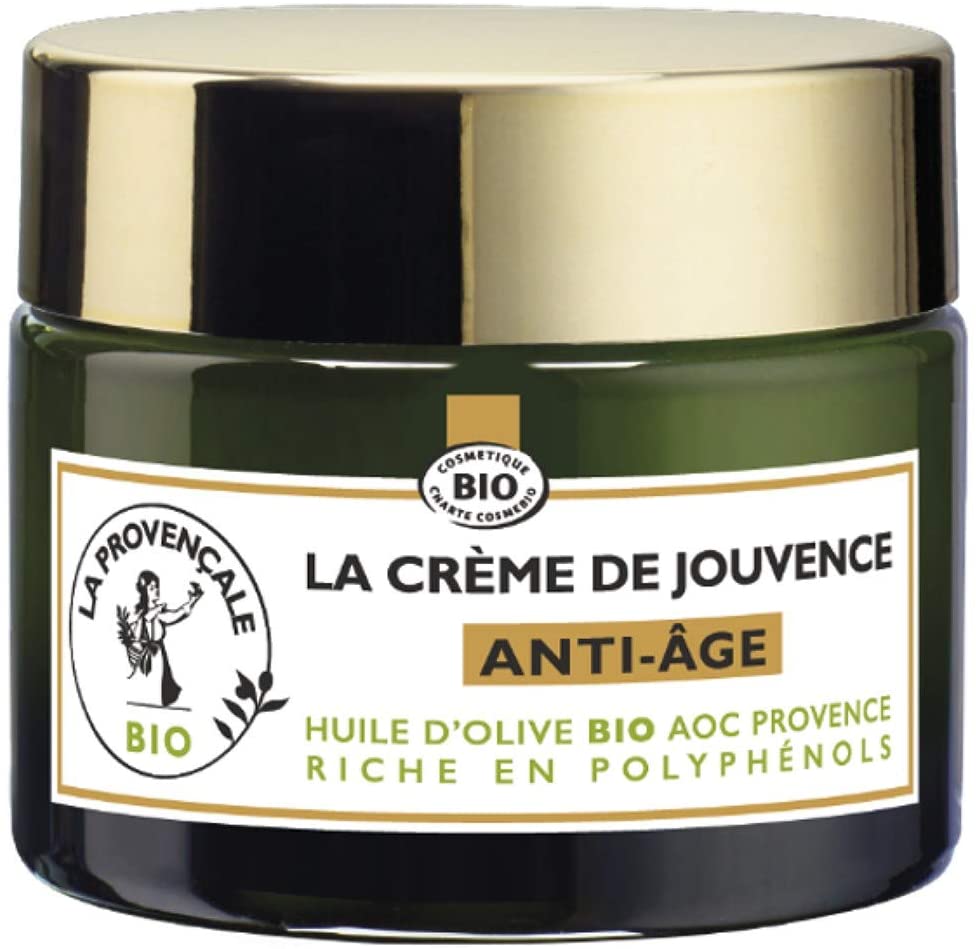 COSMETIQUE
BIO
CHARTE COSMEBIO
LA PROVENÇALE
BIO
LA CRÈME DE JOUVENCE
ANTI-ÂGE
HUILE D'OLIVE BIO AOC PROVENCE
RICHE EN POLYPHÉNOLS